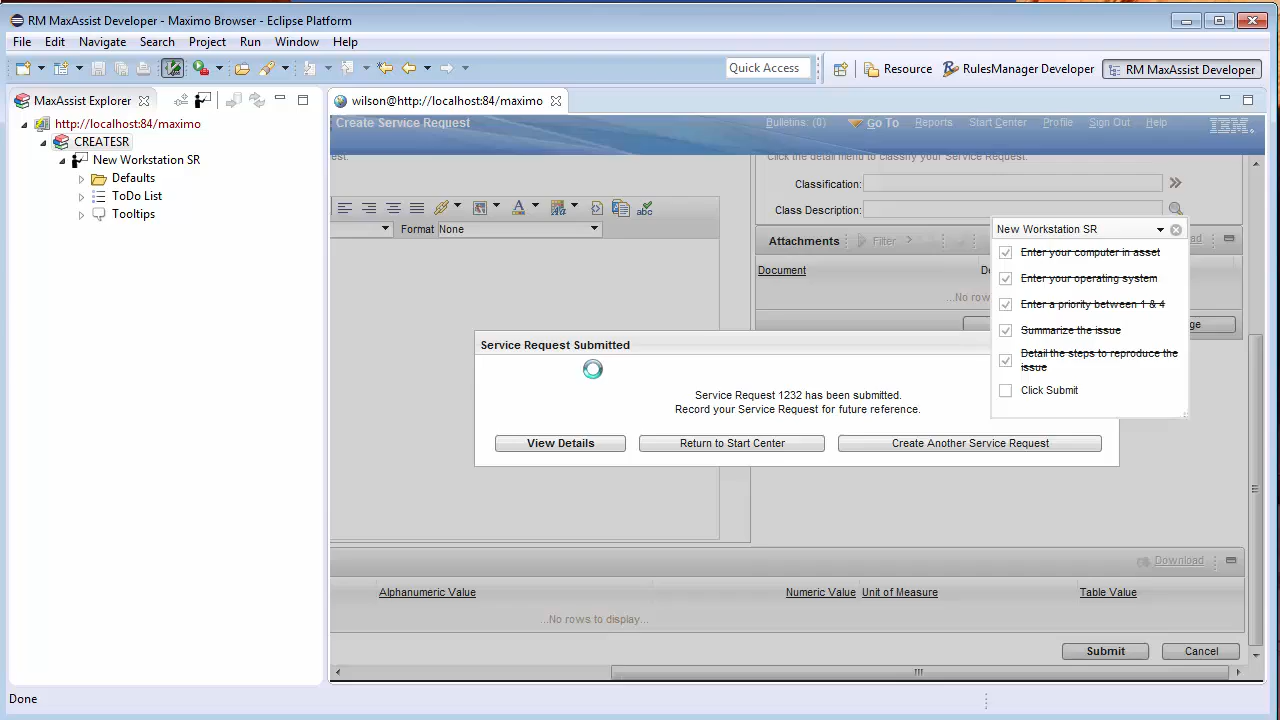 RM MaxAssist Developer - Maximo Browser - Eclipse Platform
File Edit Navigate Search Project Run Window Help
Quick Access Resource RulesManager Developer RM MaxAssist Developer
MaxAssist Explorer
wilson@http://localhost:84/maximo
http://localhost:84/maximo
CREATESR
New Workstation SR
Defaults
ToDo List
Tooltips
Create Service Request
Bulletins: (0) Go To Reports Start Center Profile Sign Out Help IBM
Click the detail menu to classify your Service Request.
Classification:
Class Description:
abc
Format None
Attachments Filter
Document
...No row
New Workstation SR
Enter your computer in asset
Enter your operating system
Enter a priority between 1 & 4
Summarize the issue
Detail the steps to reproduce the
issue
Click Submit
Service Request Submitted
Service Request 1232 has been submitted.
Record your Service Request for future reference.
View Details Return to Start Center Create Another Service Request
Download
Alphanumeric Value Numeric Value Unit of Measure Table Value
...No rows to display...
Submit Cancel
Done